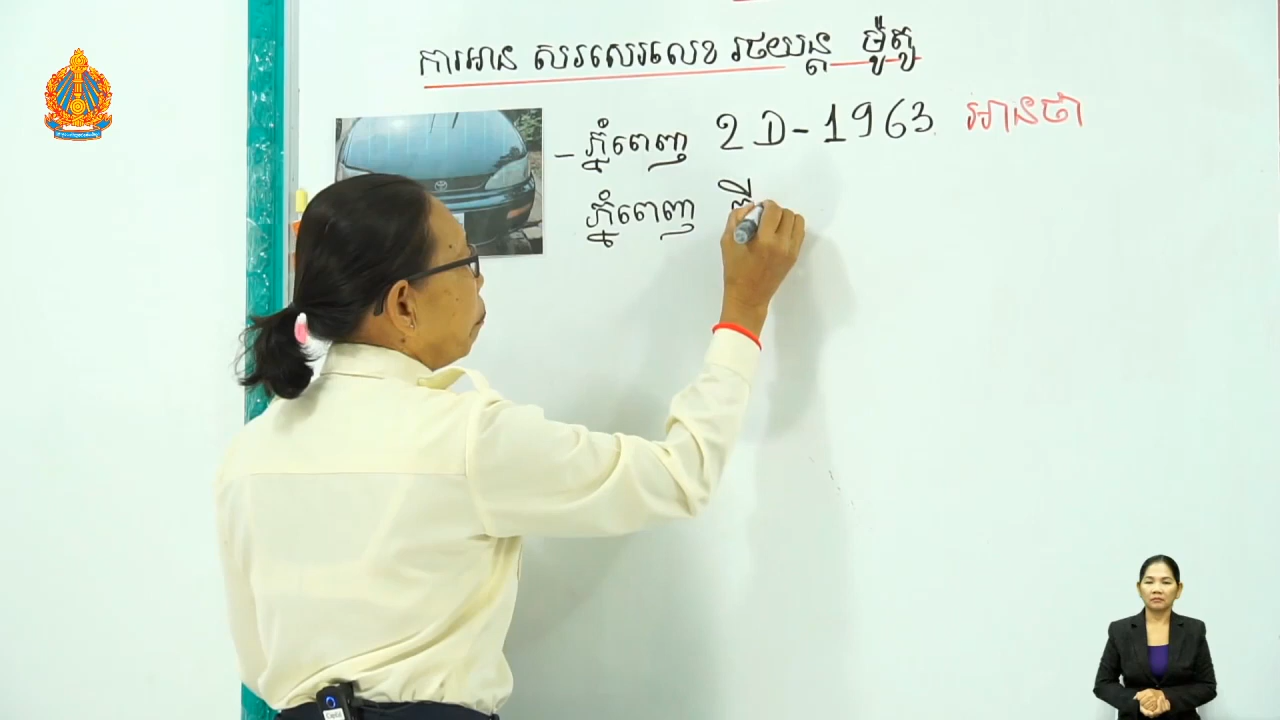 ការអាន សរសេរលេខ រថយន្ត ម៉ូតូ
– ភ្នំពេញ 2D-1963 អានថា
ភ្នំពេញ ពី